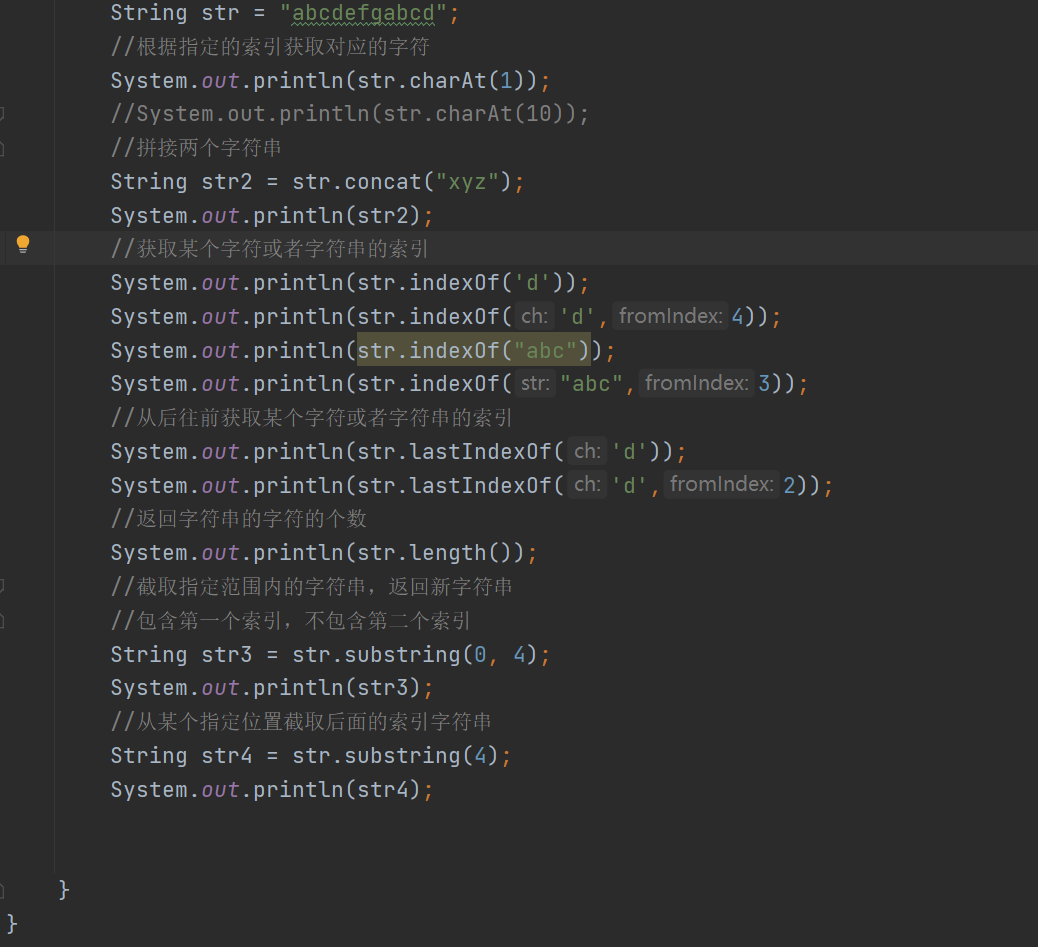 String str = "abcdefgabcd";
//根据指定的索引获取对应的字符
System.out.println(str.charAt(1));
//System.out.println(str.charAt(10));
//拼接两个字符串
String str2 = str.concat("xyz");
System.out.println(str2);
//获取某个字符或者字符串的索引
System.out.println(str.indexOf('d'));
System.out.println(str.indexOf( ch: 'd', fromIndex: 4));
System.out.println(str.indexOf("abc"));
System.out.println(str.indexOf( str: "abc", fromIndex: 3));
//从后往前获取某个字符或者字符串的索引
System.out.println(str.lastIndexOf( ch: 'd'));
System.out.println(str.lastIndexOf( ch: 'd', fromIndex: 2));
//返回字符串的字符的个数
System.out.println(str.length());
//截取指定范围内的字符串，返回新字符串
//包含第一个索引，不包含第二个索引
String str3 = str.substring(0, 4);
System.out.println(str3);
//从某个指定位置截取后面的索引字符串
String str4 = str.substring(4);
System.out.println(str4);
}
}